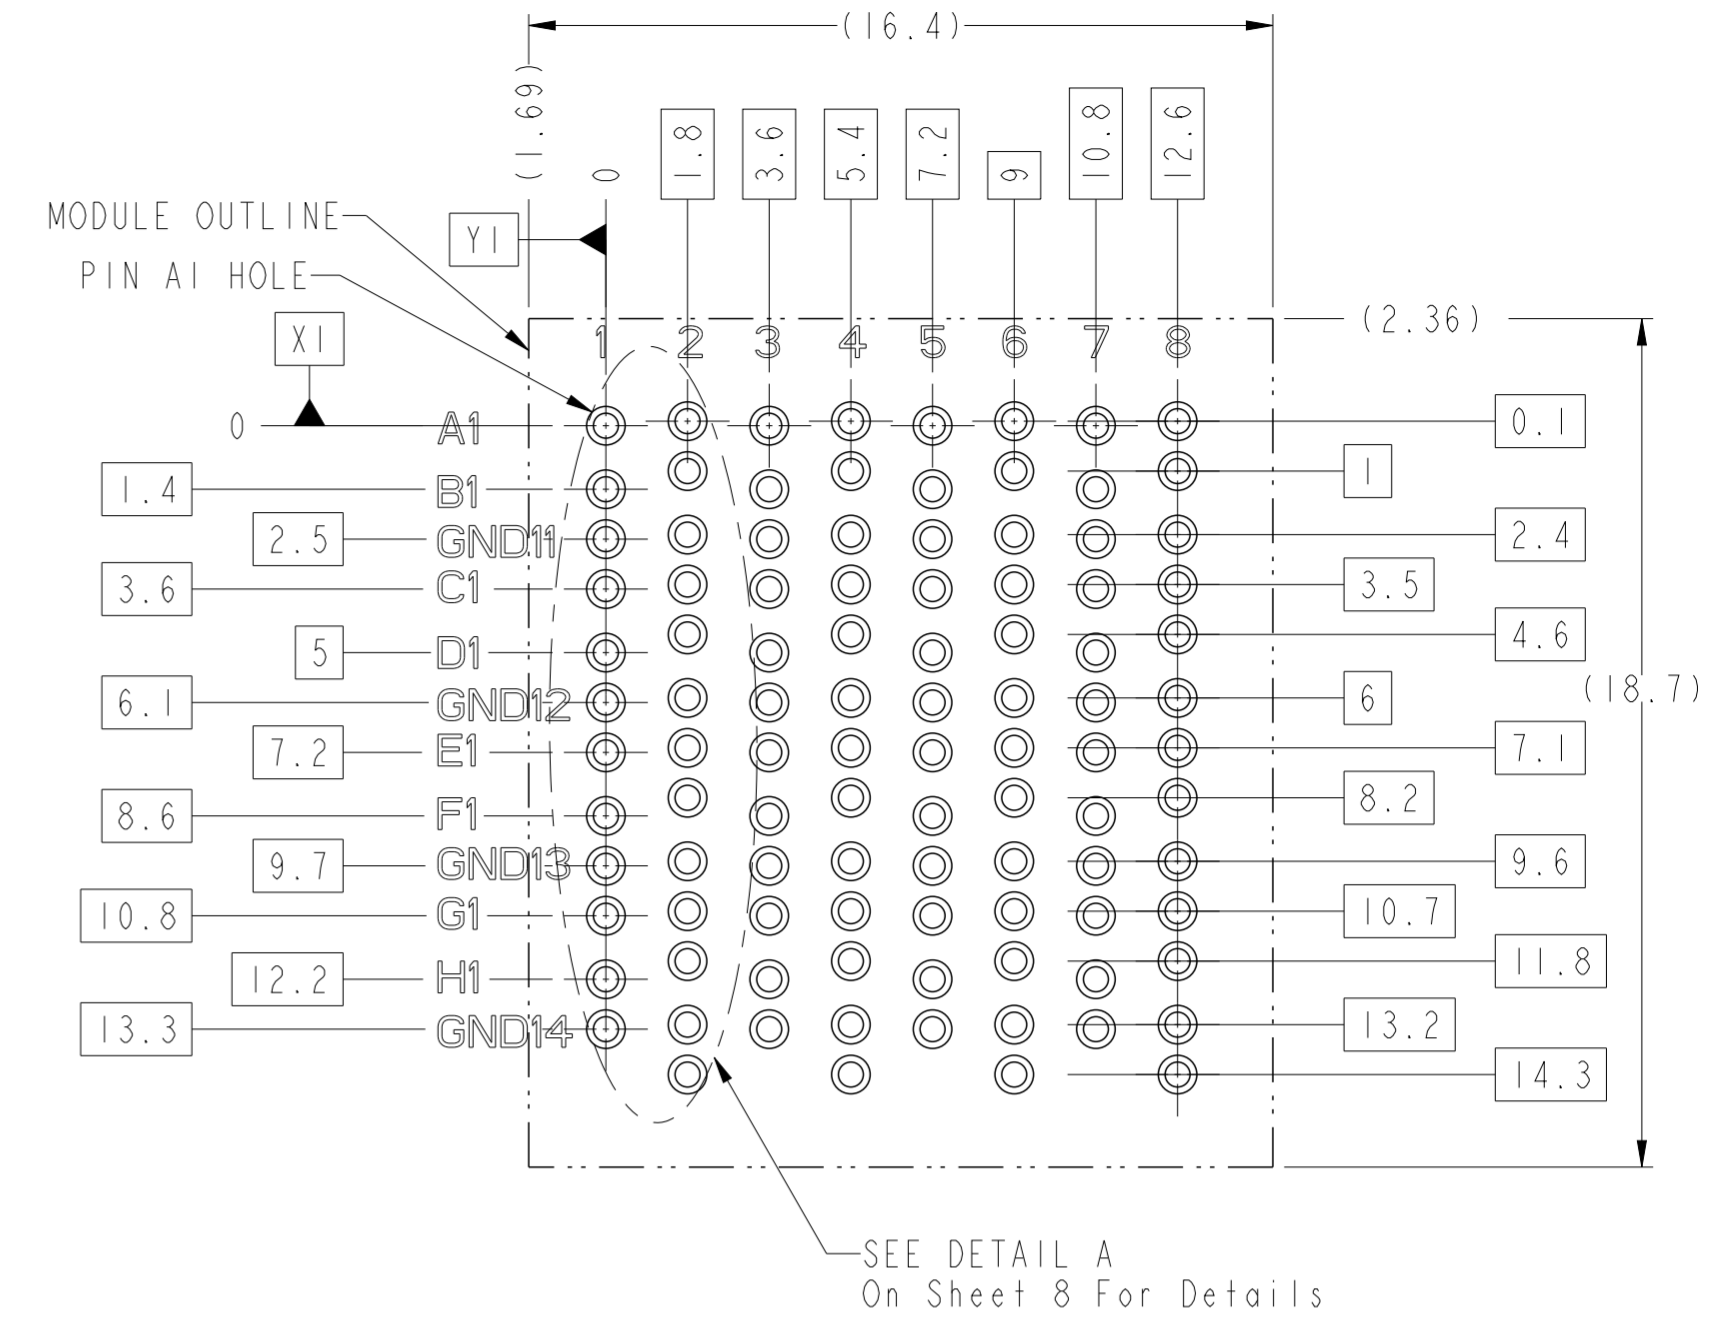 (16.4)
(1.69)
0
1.8
3.6
5.4
7.2
9
10.8
12.6
MODULE OUTLINE
Y1
PIN A1 HOLE
X1
(2.36)
1 2 3 4 5 6 7 8
0 A1 0.1
1
1.4 B1
2.5 GND11 2.4
3.6 C1 3.5
4.6
5 D1
6.1 GND12 6
(18.7)
7.2 E1 7.1
8.2
8.6 F1
9.7 GND13 9.6
10.8 G1 10.7
11.8
12.2 H1
13.3 GND14 13.2
14.3
SEE DETAIL A
On Sheet 8 For Details